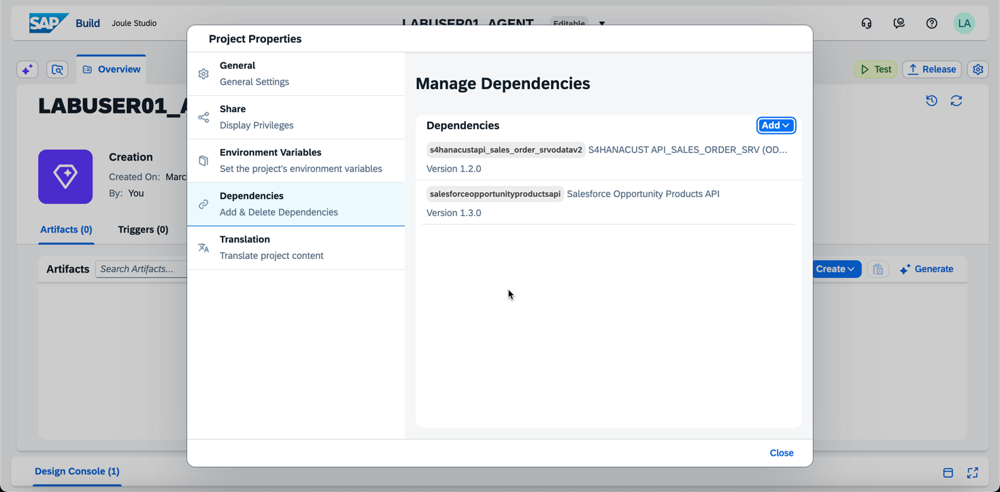 SAP Build Joule Studio LABUSER01_AGENT Editable LA
Overview Test Release
LABUSER01_A
Creation
Created On: Marc
By: You
Artifacts (0) Triggers (0)
Artifacts Search Artifacts... Create Generate
Design Console (1)
Project Properties
General
General Settings
Share
Display Privileges
Environment Variables
Set the project's environment variables
Dependencies
Add & Delete Dependencies
Translation
Translate project content
Manage Dependencies
Dependencies Add
s4hanacustapi_sales_order_srvodatav2 S4HANACUST API_SALES_ORDER_SRV (OD...
Version 1.2.0
salesforceopportunityproductsapi Salesforce Opportunity Products API
Version 1.3.0
Close